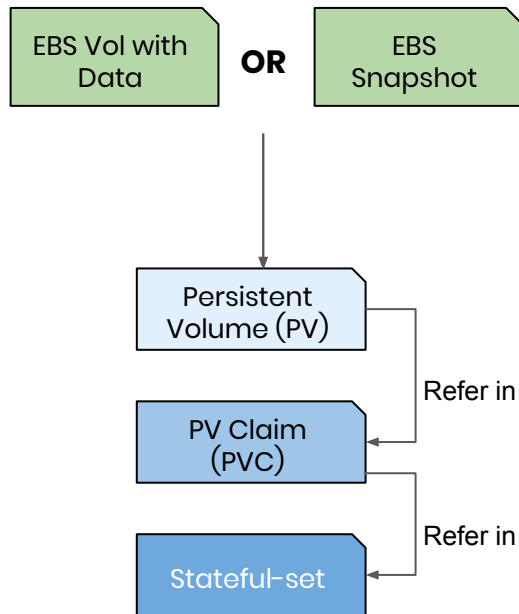 EBS Vol with
Data
OR
EBS
Snapshot
Persistent
Volume (PV)
Refer in
PV Claim
(PVC)
Refer in
Stateful-set